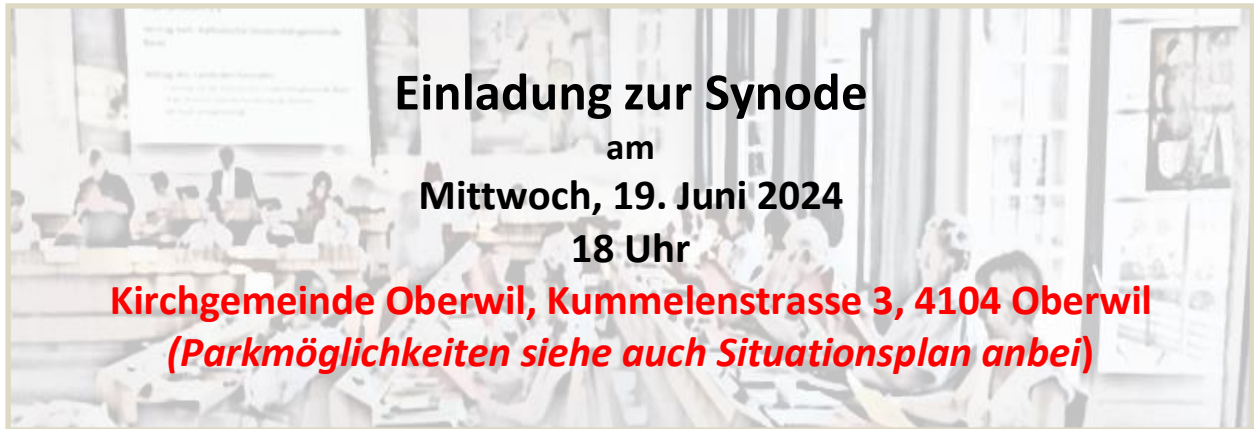 Einladung zur Synode
am
Mittwoch, 19. Juni 2024
18 Uhr
Kirchgemeinde Oberwil, Kummelenstrasse 3, 4104 Oberwil
(Parkmöglichkeiten siehe auch Situationsplan anbei)